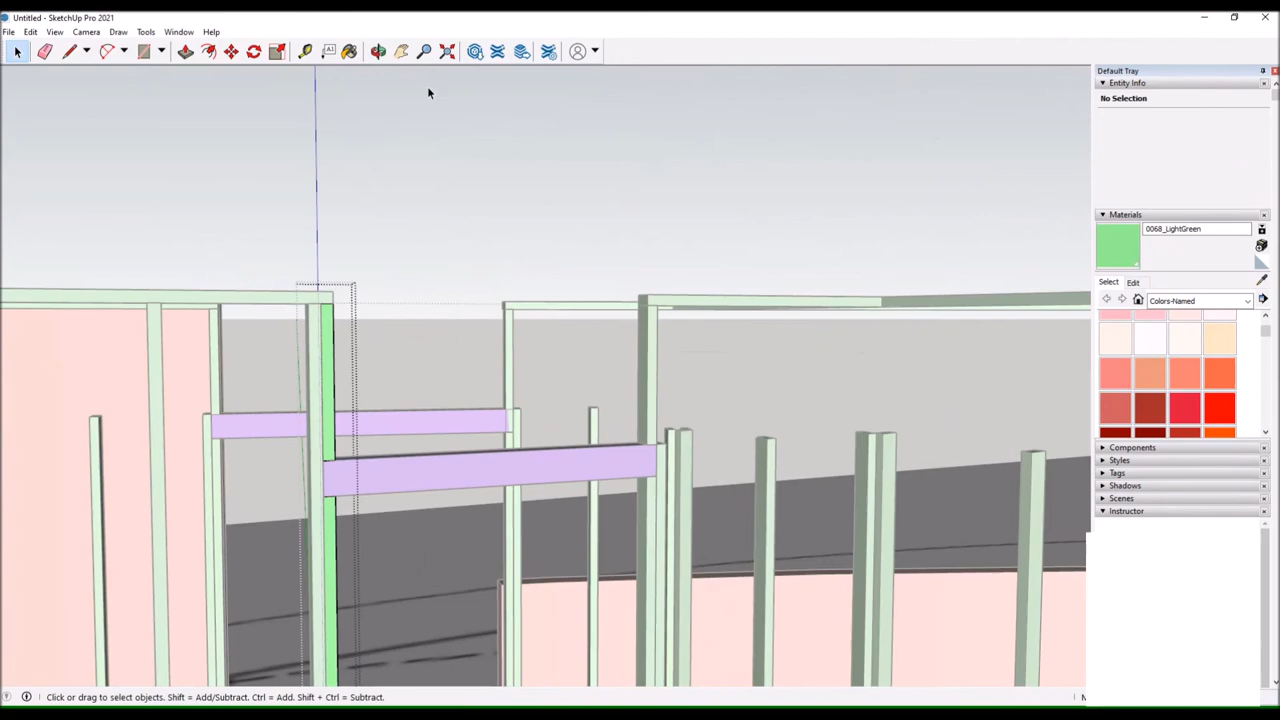 Untitled - SketchUp Pro 2021
File Edit View Camera Draw Tools Window Help
Default Tray
Entity Info
No Selection
Materials
0068_LightGreen
Select Edit
Colors-Named
Components
Styles
Tags
Shadows
Scenes
Instructor
Click or drag to select objects. Shift = Add/Subtract. Ctrl = Add. Shift + Ctrl = Subtract.